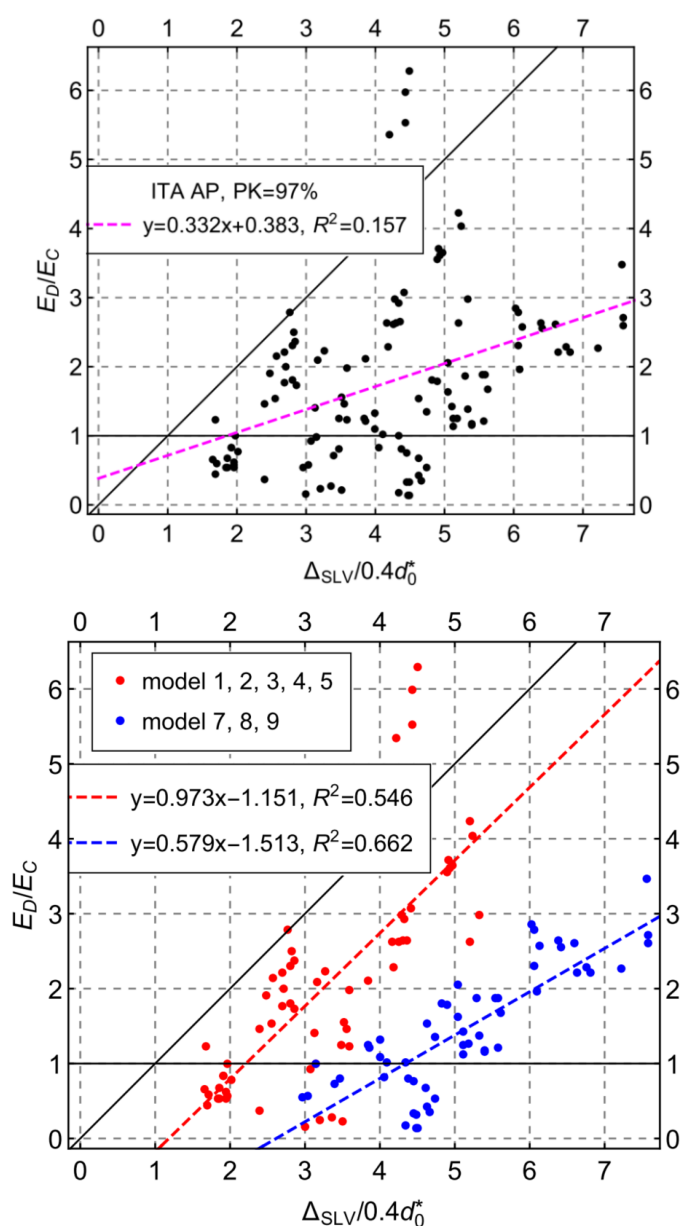 0 1 2 3 4 5 6 7
6 6
5 5
ITA AP, PK=97%
y=0.332x+0.383, R²=0.157
4 4
3 3
2 2
1 1
0 0
E_D/E_C
0 1 2 3 4 5 6 7
Δ_SLV/0.4d₀*
0 1 2 3 4 5 6 7
model 1, 2, 3, 4, 5
model 7, 8, 9
6 6
5 5
y=0.973x−1.151, R²=0.546
y=0.579x−1.513, R²=0.662
4 4
3 3
2 2
1 1
0 0
E_D/E_C
0 1 2 3 4 5 6 7
Δ_SLV/0.4d₀*